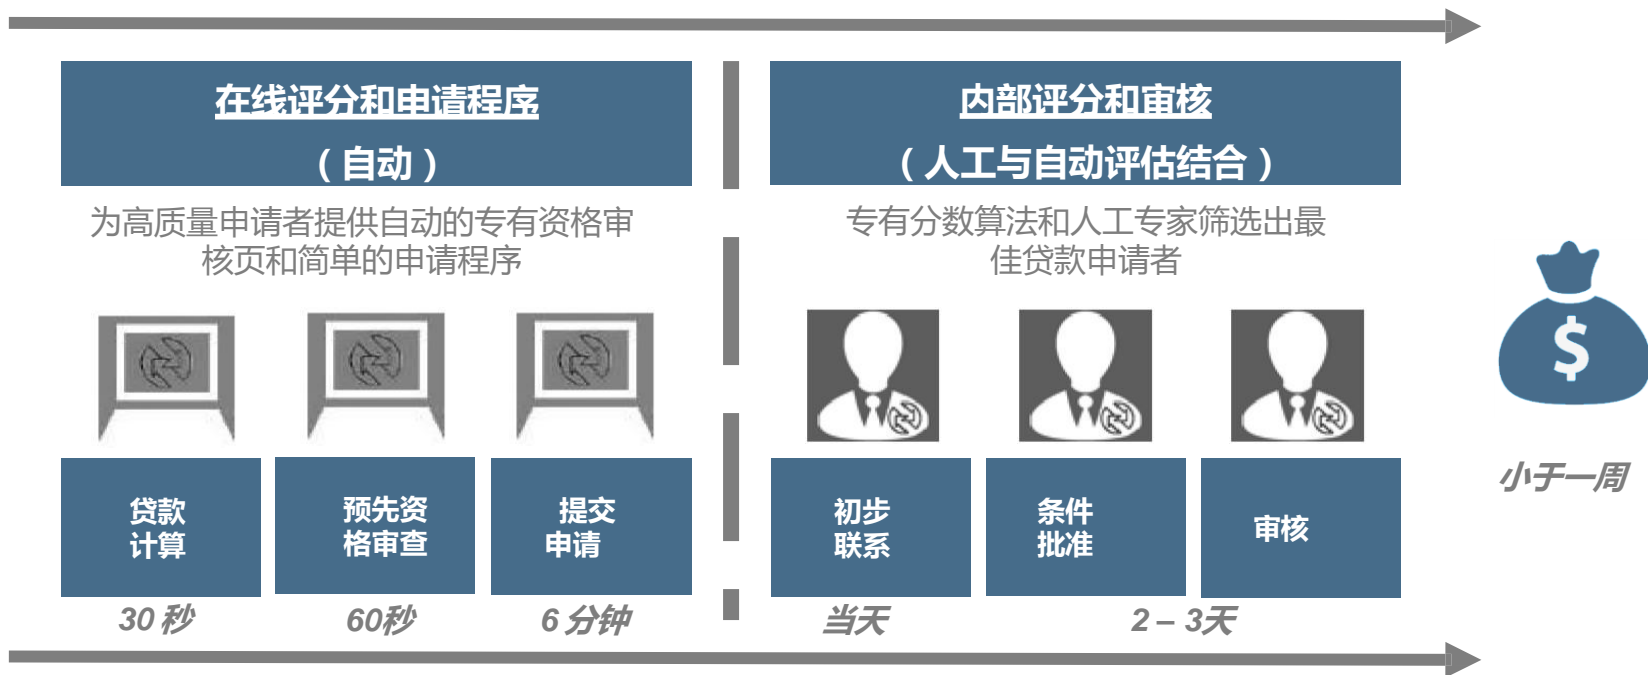 在线评分和申请程序
（自动）
为高质量申请者提供自动的专有资格审
核页和简单的申请程序
贷款
计算
预先资
格审查
提交
申请
30 秒
60秒
6 分钟
内部评分和审核
（人工与自动评估结合）
专有分数算法和人工专家筛选出最
佳贷款申请者
初步
联系
条件
批准
审核
当天
2 – 3天
$
小于一周